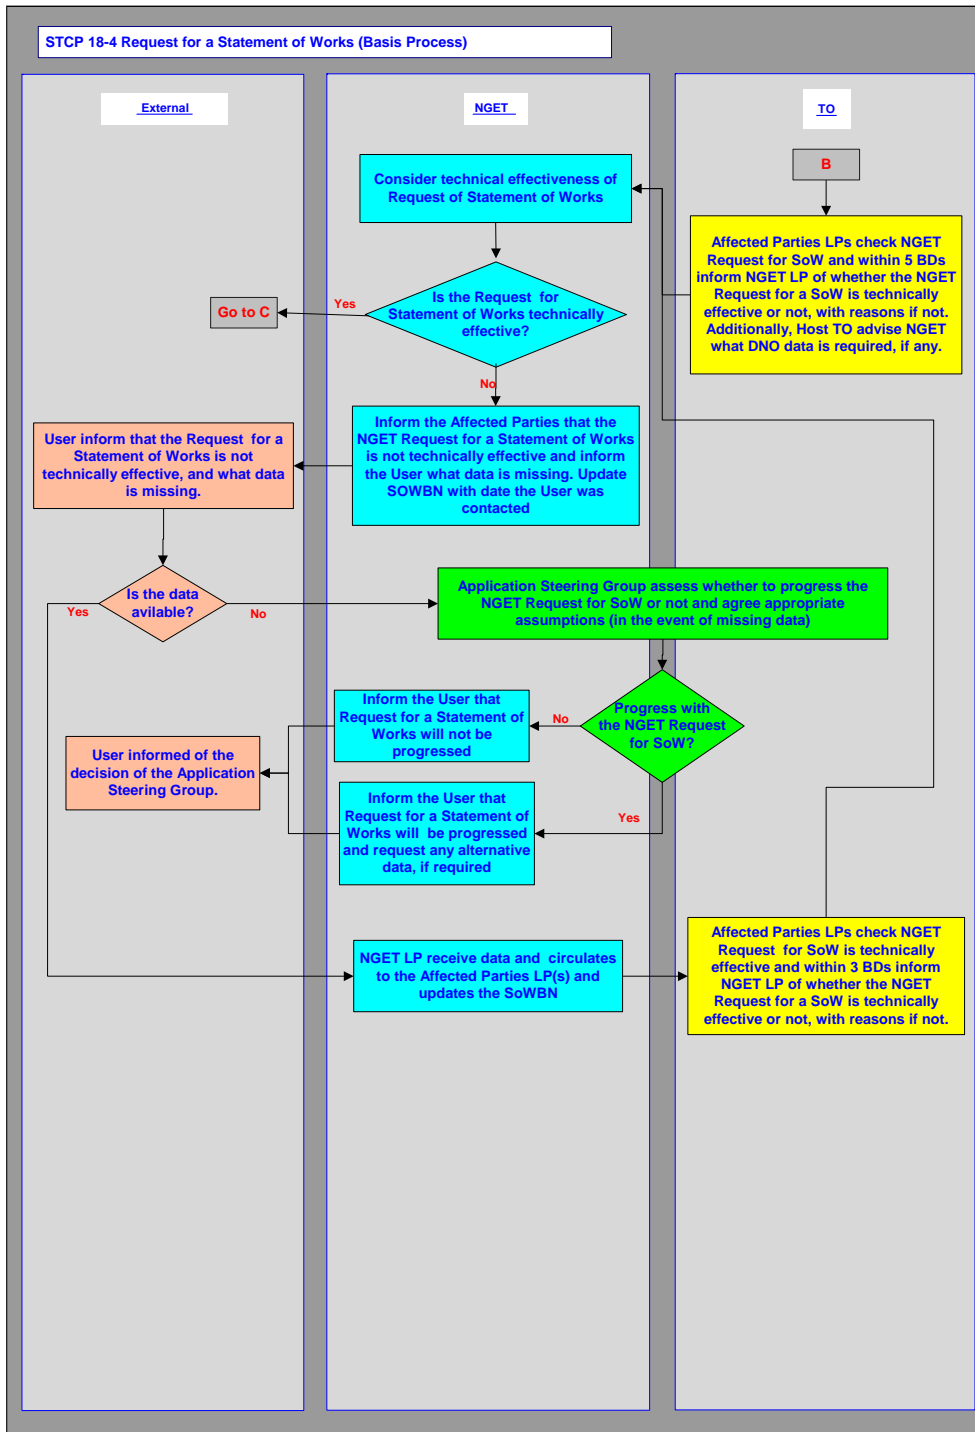 STCP 18-4 Request for a Statement of Works (Basis Process)
External
NGET
TO
B
Consider technical effectiveness of
Request of Statement of Works
Affected Parties LPs check NGET
Request for SoW and within 5 BDs
inform NGET LP of whether the NGET
Request for a SoW is technically
effective or not, with reasons if not.
Additionally, Host TO advise NGET
what DNO data is required, if any.
Is the Request for
Statement of Works technically
effective?
Yes
Go to C
No
Inform the Affected Parties that the
NGET Request for a Statement of Works
is not technically effective and inform
the User what data is missing. Update
SOWBN with date the User was
contacted
User inform that the Request for a
Statement of Works is not
technically effective, and what data
is missing.
Is the data
avilable?
Yes
No
Application Steering Group assess whether to progress the
NGET Request for SoW or not and agree appropriate
assumptions (in the event of missing data)
Progress with
the NGET Request
for SoW?
No
Inform the User that
Request for a Statement of
Works will not be
progressed
User informed of the
decision of the Application
Steering Group.
Yes
Inform the User that
Request for a Statement of
Works will be progressed
and request any alternative
data, if required
NGET LP receive data and circulates
to the Affected Parties LP(s) and
updates the SoWBN
Affected Parties LPs check NGET
Request for SoW is technically
effective and within 3 BDs inform
NGET LP of whether the NGET
Request for a SoW is technically
effective or not, with reasons if not.